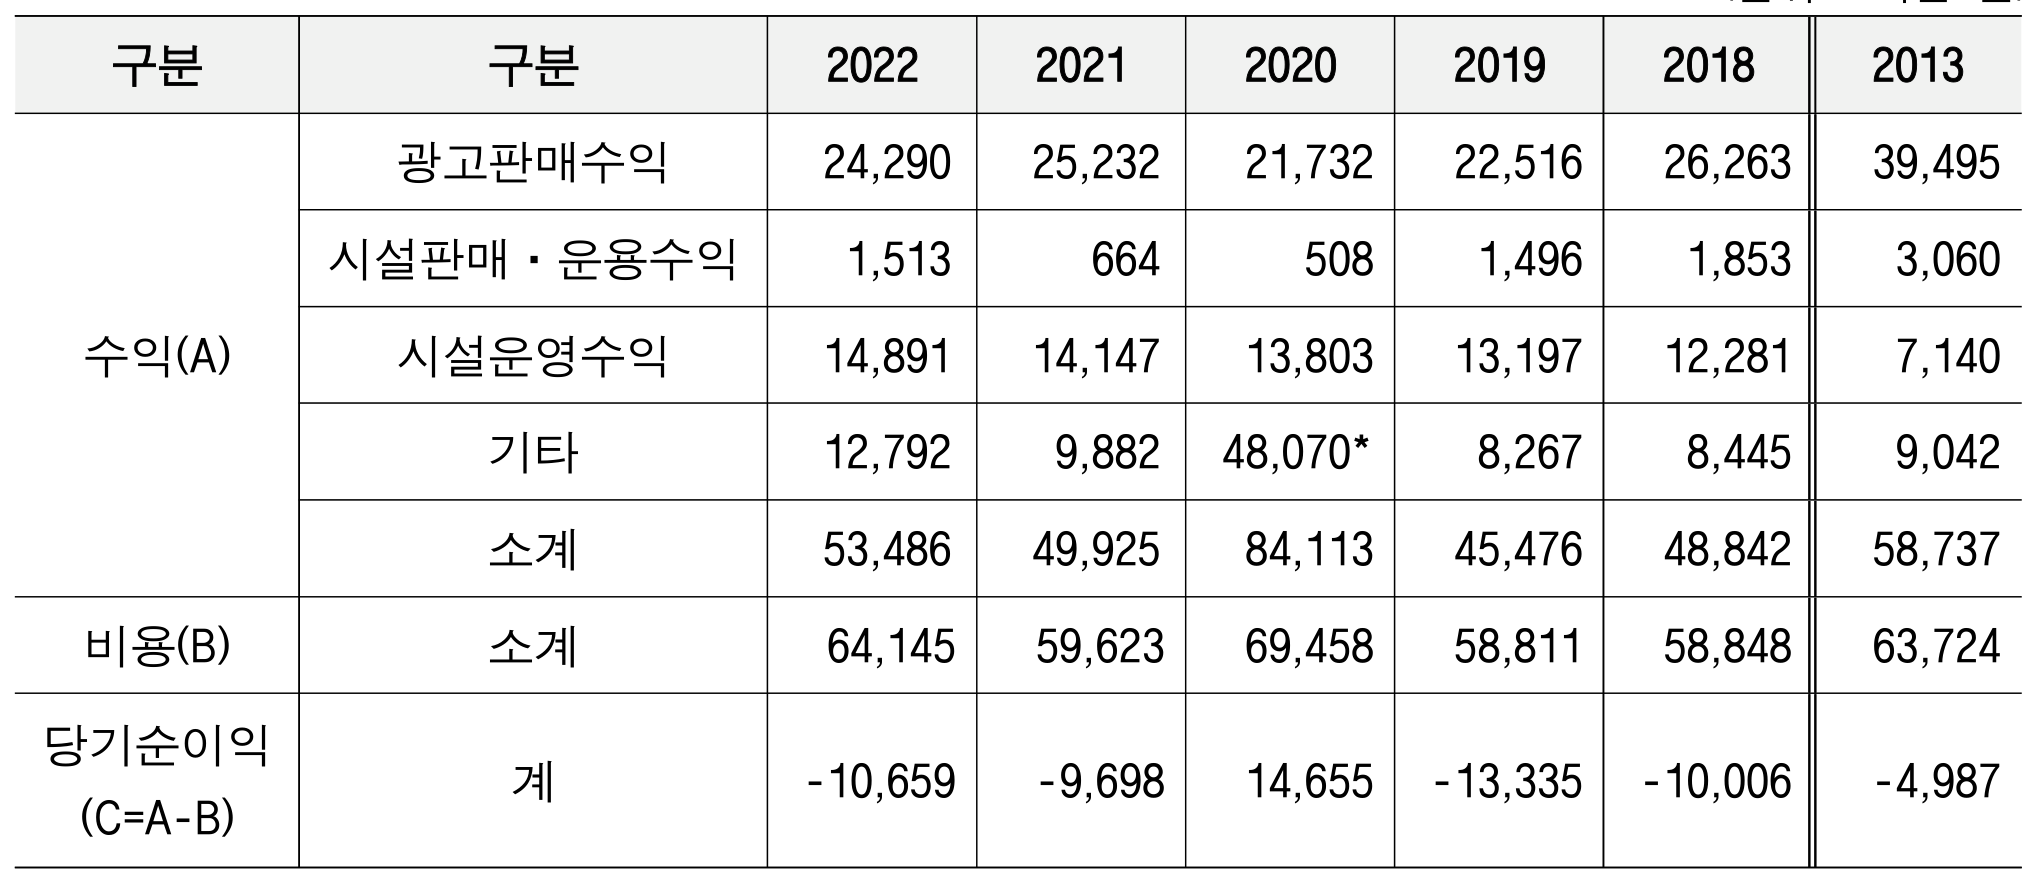 구분 구분 2022 2021 2020 2019 2018 2013
수익(A)
광고판매수익 24,290 25,232 21,732 22,516 26,263 39,495
시설판매·운용수익 1,513 664 508 1,496 1,853 3,060
시설운영수익 14,891 14,147 13,803 13,197 12,281 7,140
기타 12,792 9,882 48,070* 8,267 8,445 9,042
소계 53,486 49,925 84,113 45,476 48,842 58,737
비용(B) 소계 64,145 59,623 69,458 58,811 58,848 63,724
당기순이익
(C=A-B)
계 -10,659 -9,698 14,655 -13,335 -10,006 -4,987